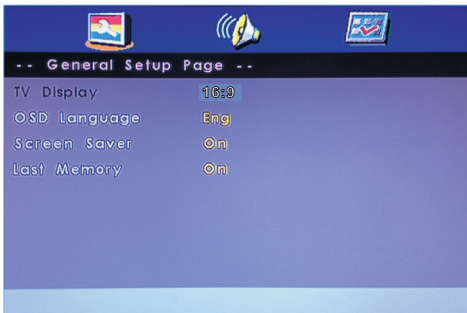 -- General Setup Page --
TV Display 16:9
OSD Language Eng
Screen Saver On
Last Memory On